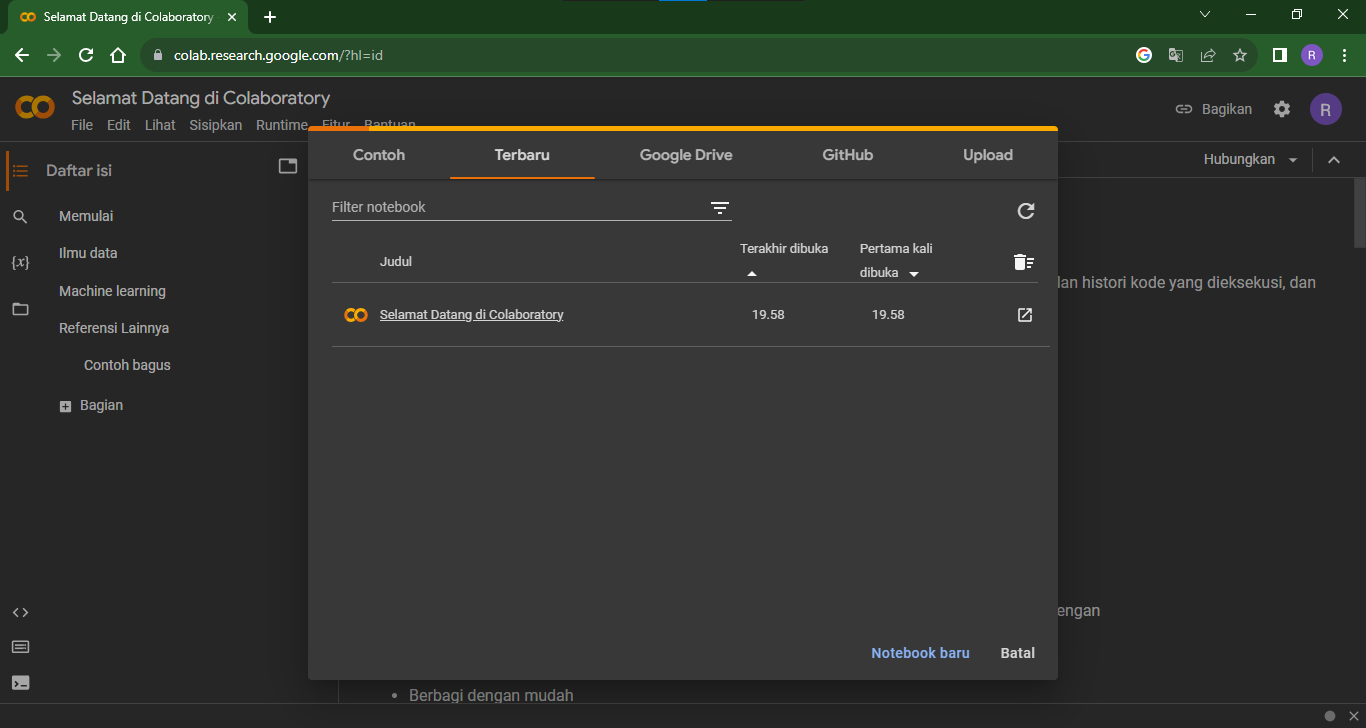 Selamat Datang di Colaboratory
colab.research.google.com/?hl=id
R
Selamat Datang di Colaboratory
File Edit Lihat Sisipkan Runtime Fitur Bantuan
Bagikan
R
Daftar isi
Memulai
Ilmu data
Machine learning
Referensi Lainnya
Contoh bagus
Bagian
{x}
Hubungkan
Contoh Terbaru Google Drive GitHub Upload
Filter notebook
Judul
Terakhir dibuka
Pertama kali
dibuka
Selamat Datang di Colaboratory 19.58 19.58
Notebook baru Batal
lan histori kode yang dieksekusi, dan
engan
• Berbagi dengan mudah